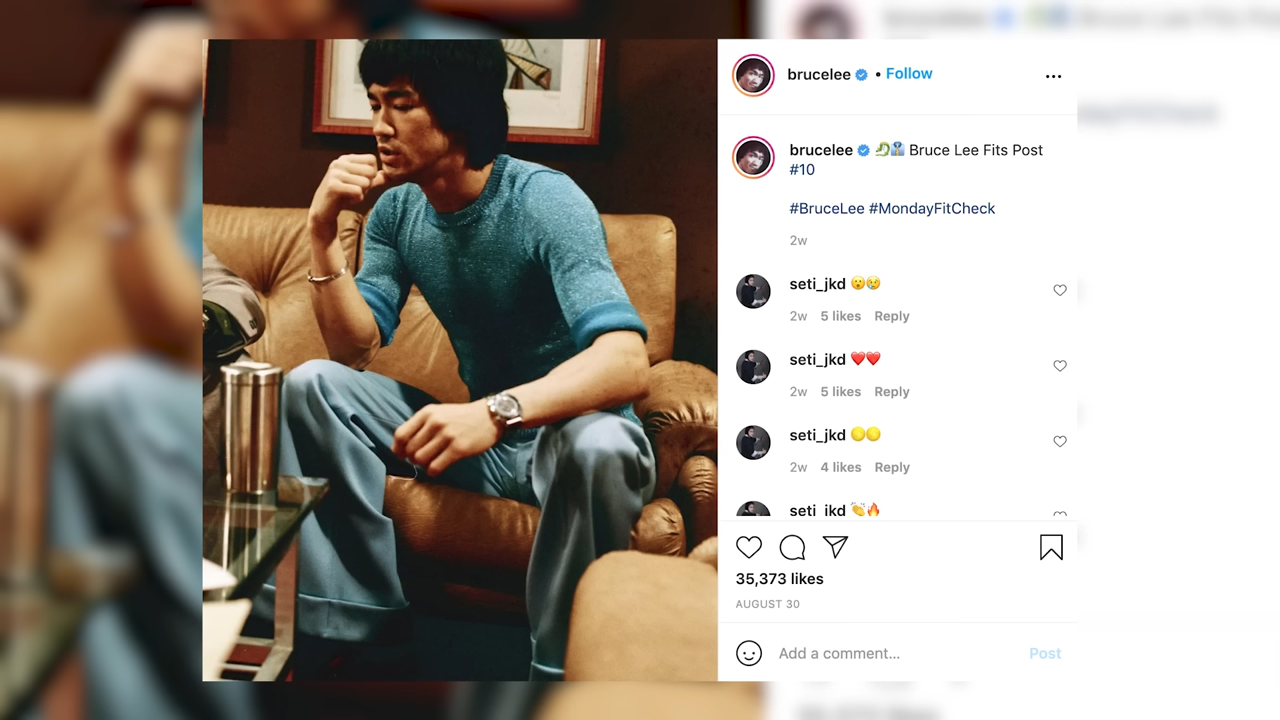 brucelee • Follow
brucelee 🐉👔 Bruce Lee Fits Post
#10
#BruceLee #MondayFitCheck
2w
seti_jkd 😮😢
2w 5 likes Reply
seti_jkd ❤️❤️
2w 5 likes Reply
seti_jkd 🟡🟡
2w 4 likes Reply
seti_jkd 👏🔥
35,373 likes
AUGUST 30
Add a comment... Post